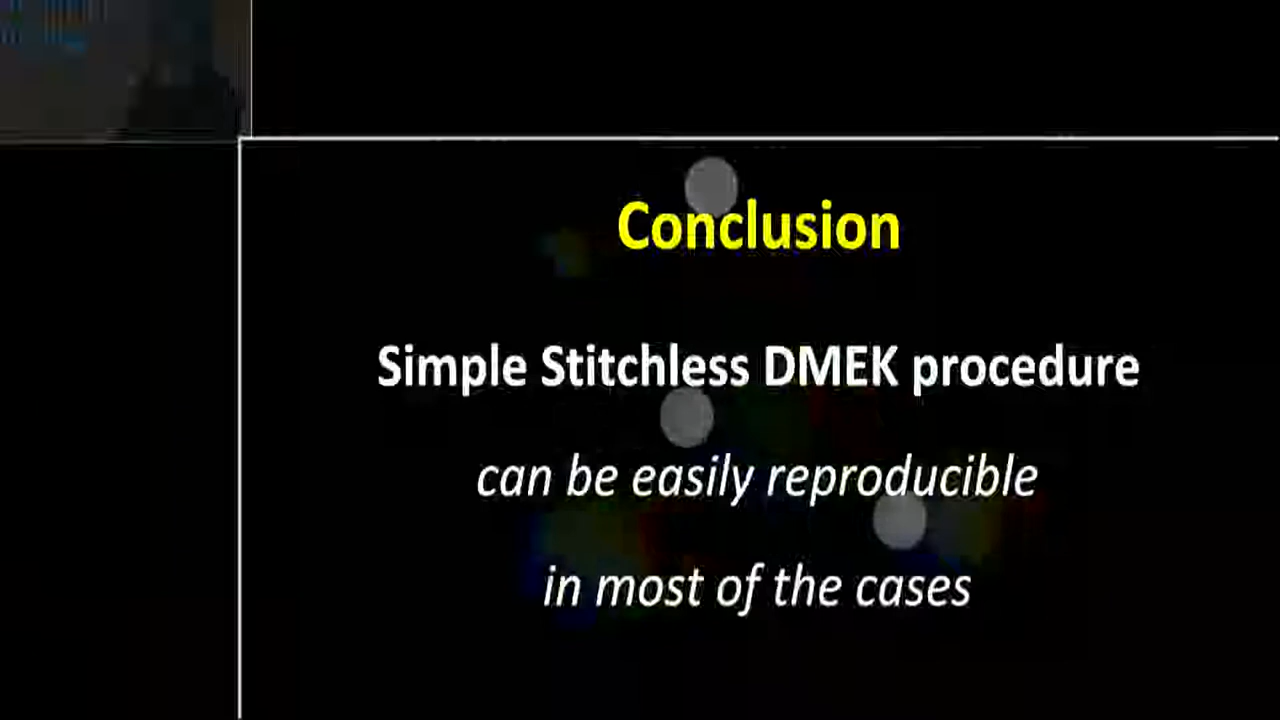 Conclusion
Simple Stitchless DMEK procedure
can be easily reproducible
in most of the cases